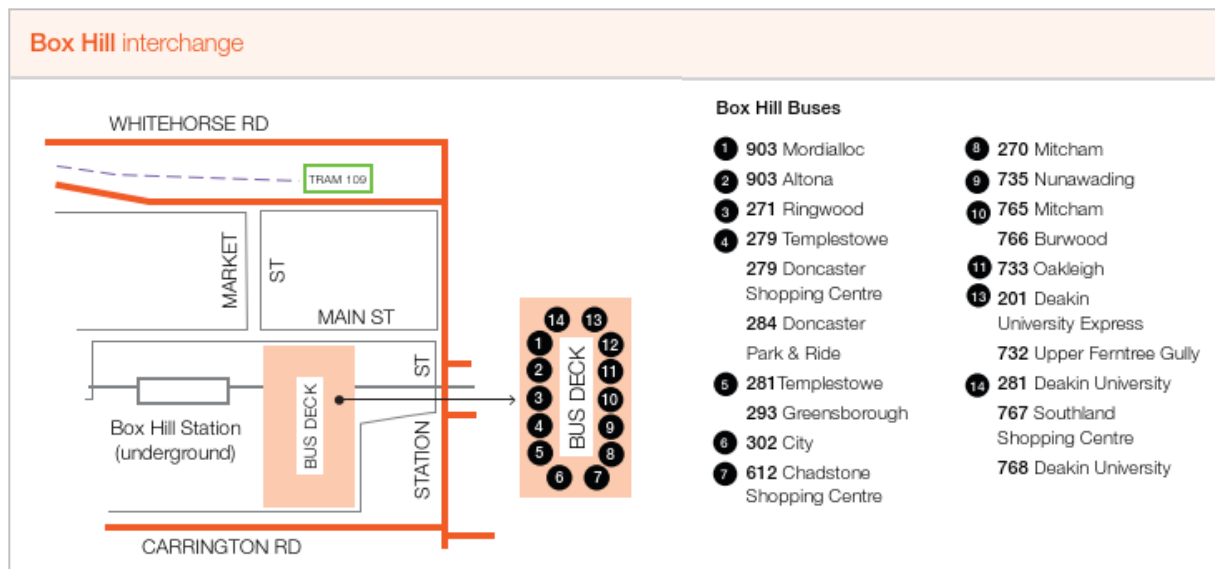 Box Hill interchange
WHITEHORSE RD
TRAM 109
MARKET
ST
MAIN ST
BUS DECK
Box Hill Station
(underground)
STATION ST
CARRINGTON RD
14 13
1 12
2 11
3 10
4 9
5 8
6 7
BUS DECK
Box Hill Buses
1 903 Mordialloc
2 903 Altona
3 271 Ringwood
4 279 Templestowe
279 Doncaster
Shopping Centre
284 Doncaster
Park & Ride
5 281Templestowe
293 Greensborough
6 302 City
7 612 Chadstone
Shopping Centre
8 270 Mitcham
9 735 Nunawading
10 765 Mitcham
766 Burwood
11 733 Oakleigh
13 201 Deakin
University Express
732 Upper Ferntree Gully
14 281 Deakin University
767 Southland
Shopping Centre
768 Deakin University